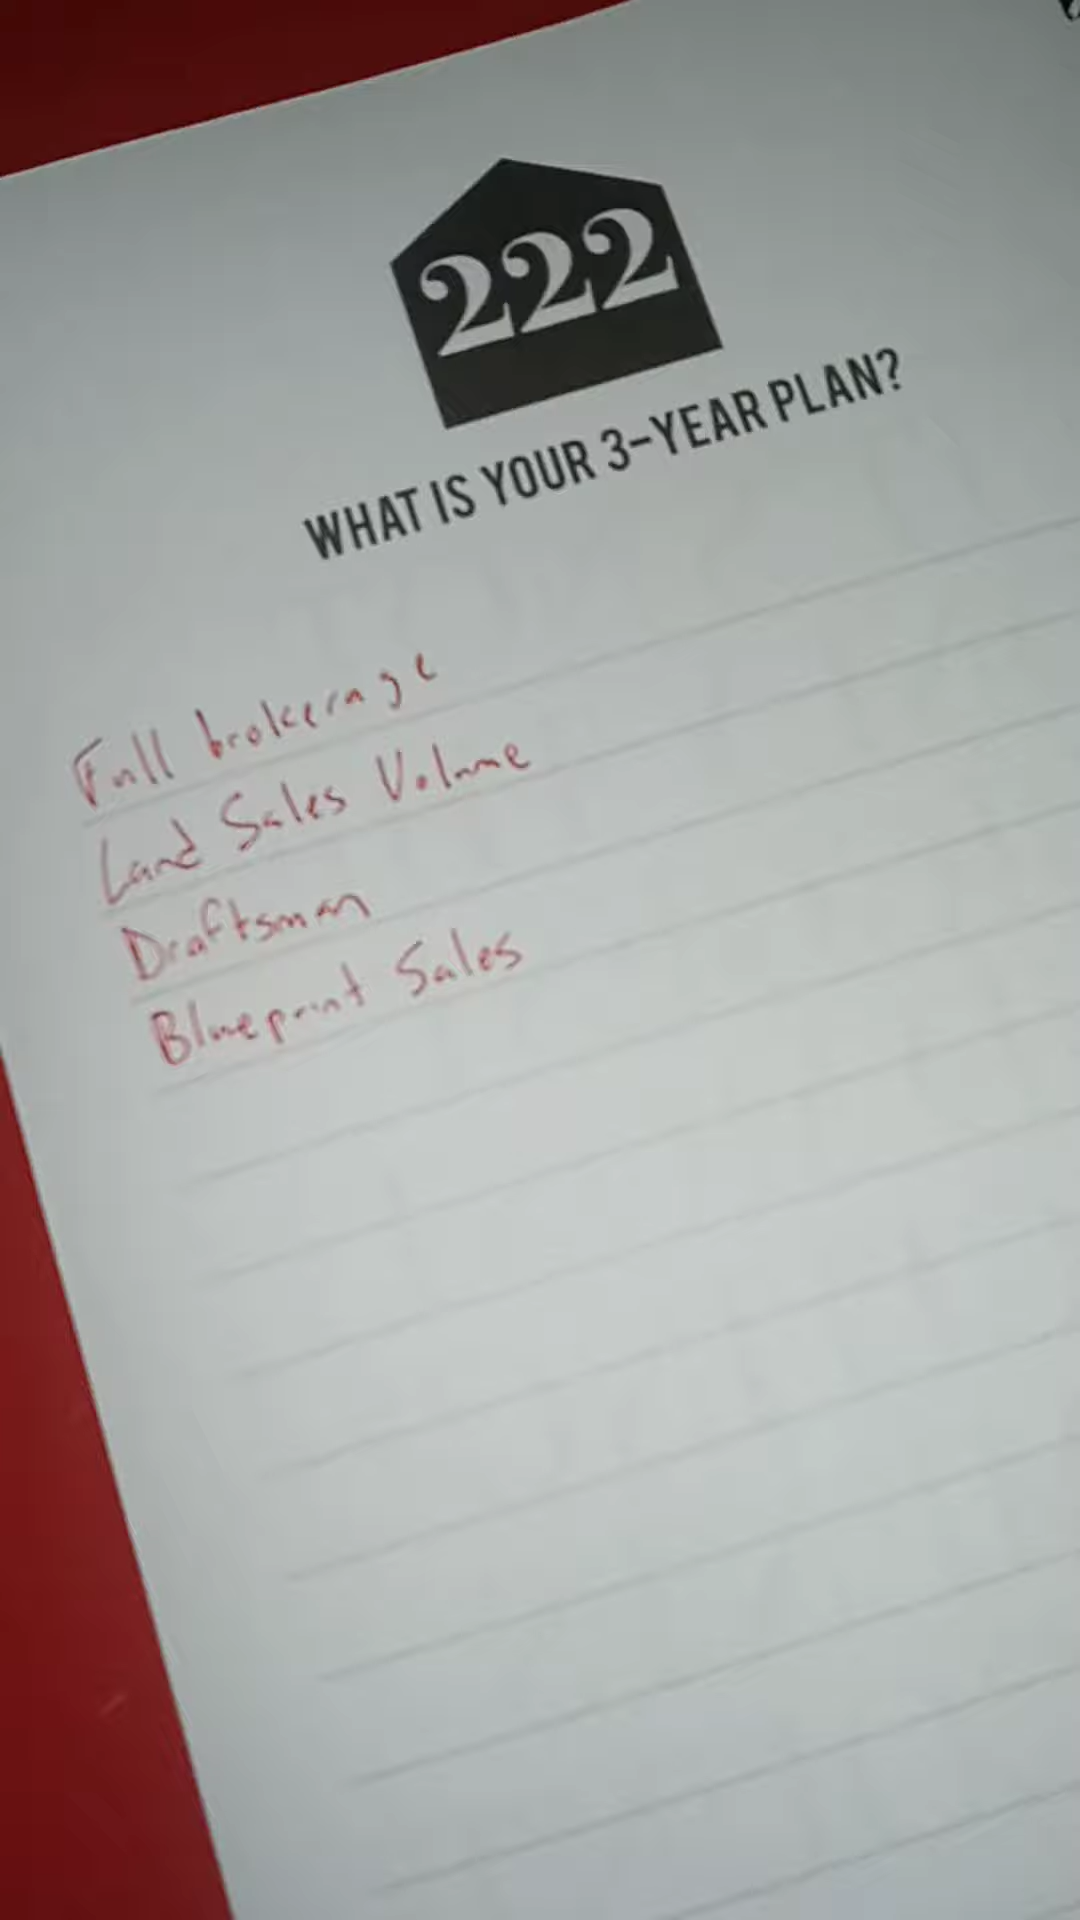 222
WHAT IS YOUR 3-YEAR PLAN?
Full brokerage
Land Sales Volume
Draftsman
Blueprint Sales